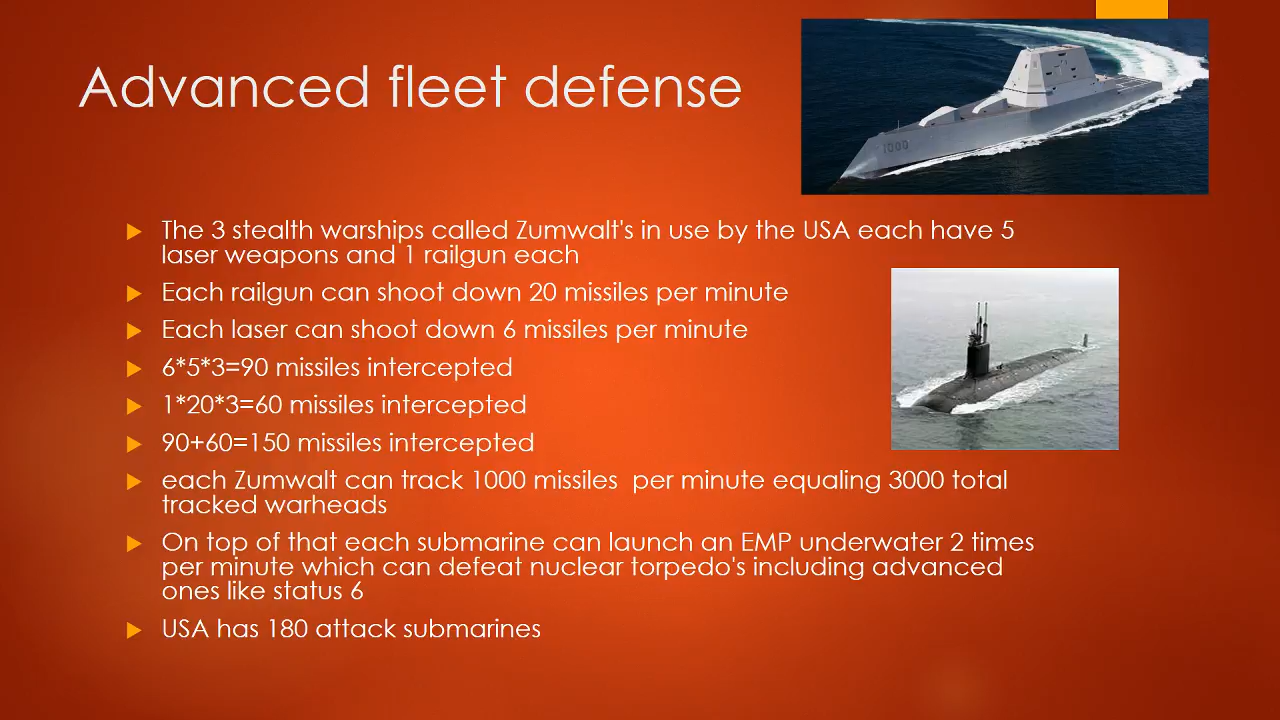 Advanced fleet defense
The 3 stealth warships called Zumwalt's in use by the USA each have 5
laser weapons and 1 railgun each
Each railgun can shoot down 20 missiles per minute
Each laser can shoot down 6 missiles per minute
6*5*3=90 missiles intercepted
1*20*3=60 missiles intercepted
90+60=150 missiles intercepted
each Zumwalt can track 1000 missiles  per minute equaling 3000 total
tracked warheads
On top of that each submarine can launch an EMP underwater 2 times
per minute which can defeat nuclear torpedo's including advanced
ones like status 6
USA has 180 attack submarines
1000